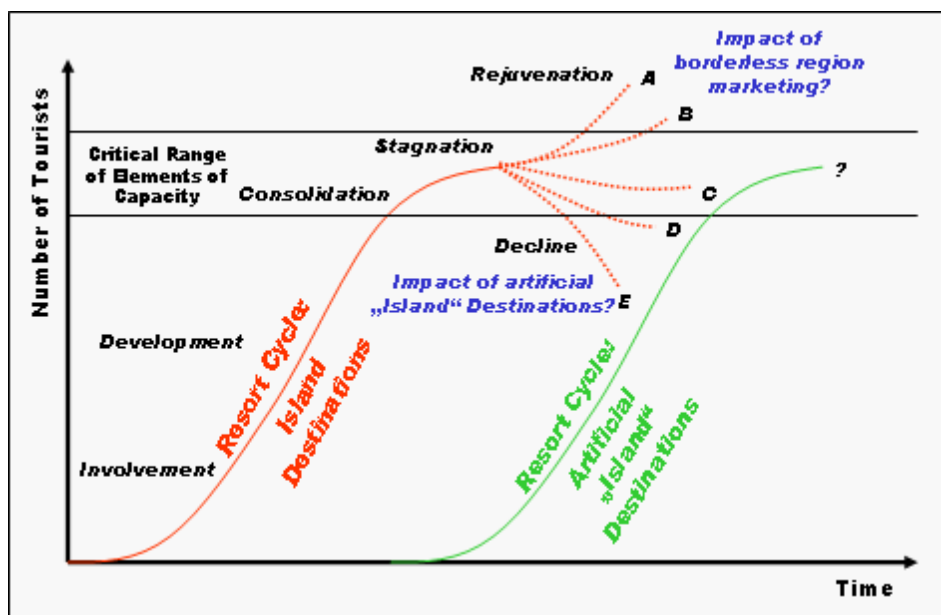 Impact of
borderless region
marketing?
Rejuvenation
A
B
Stagnation
Critical Range
of Elements of
Capacity
Consolidation
?
C
D
Decline
Impact of artificial
„Island“ Destinations?
E
Development
Involvement
Resort Cycle:
Island
Destinations
Resort Cycle:
Artificial
„Island“
Destinations
Number of Tourists
Time